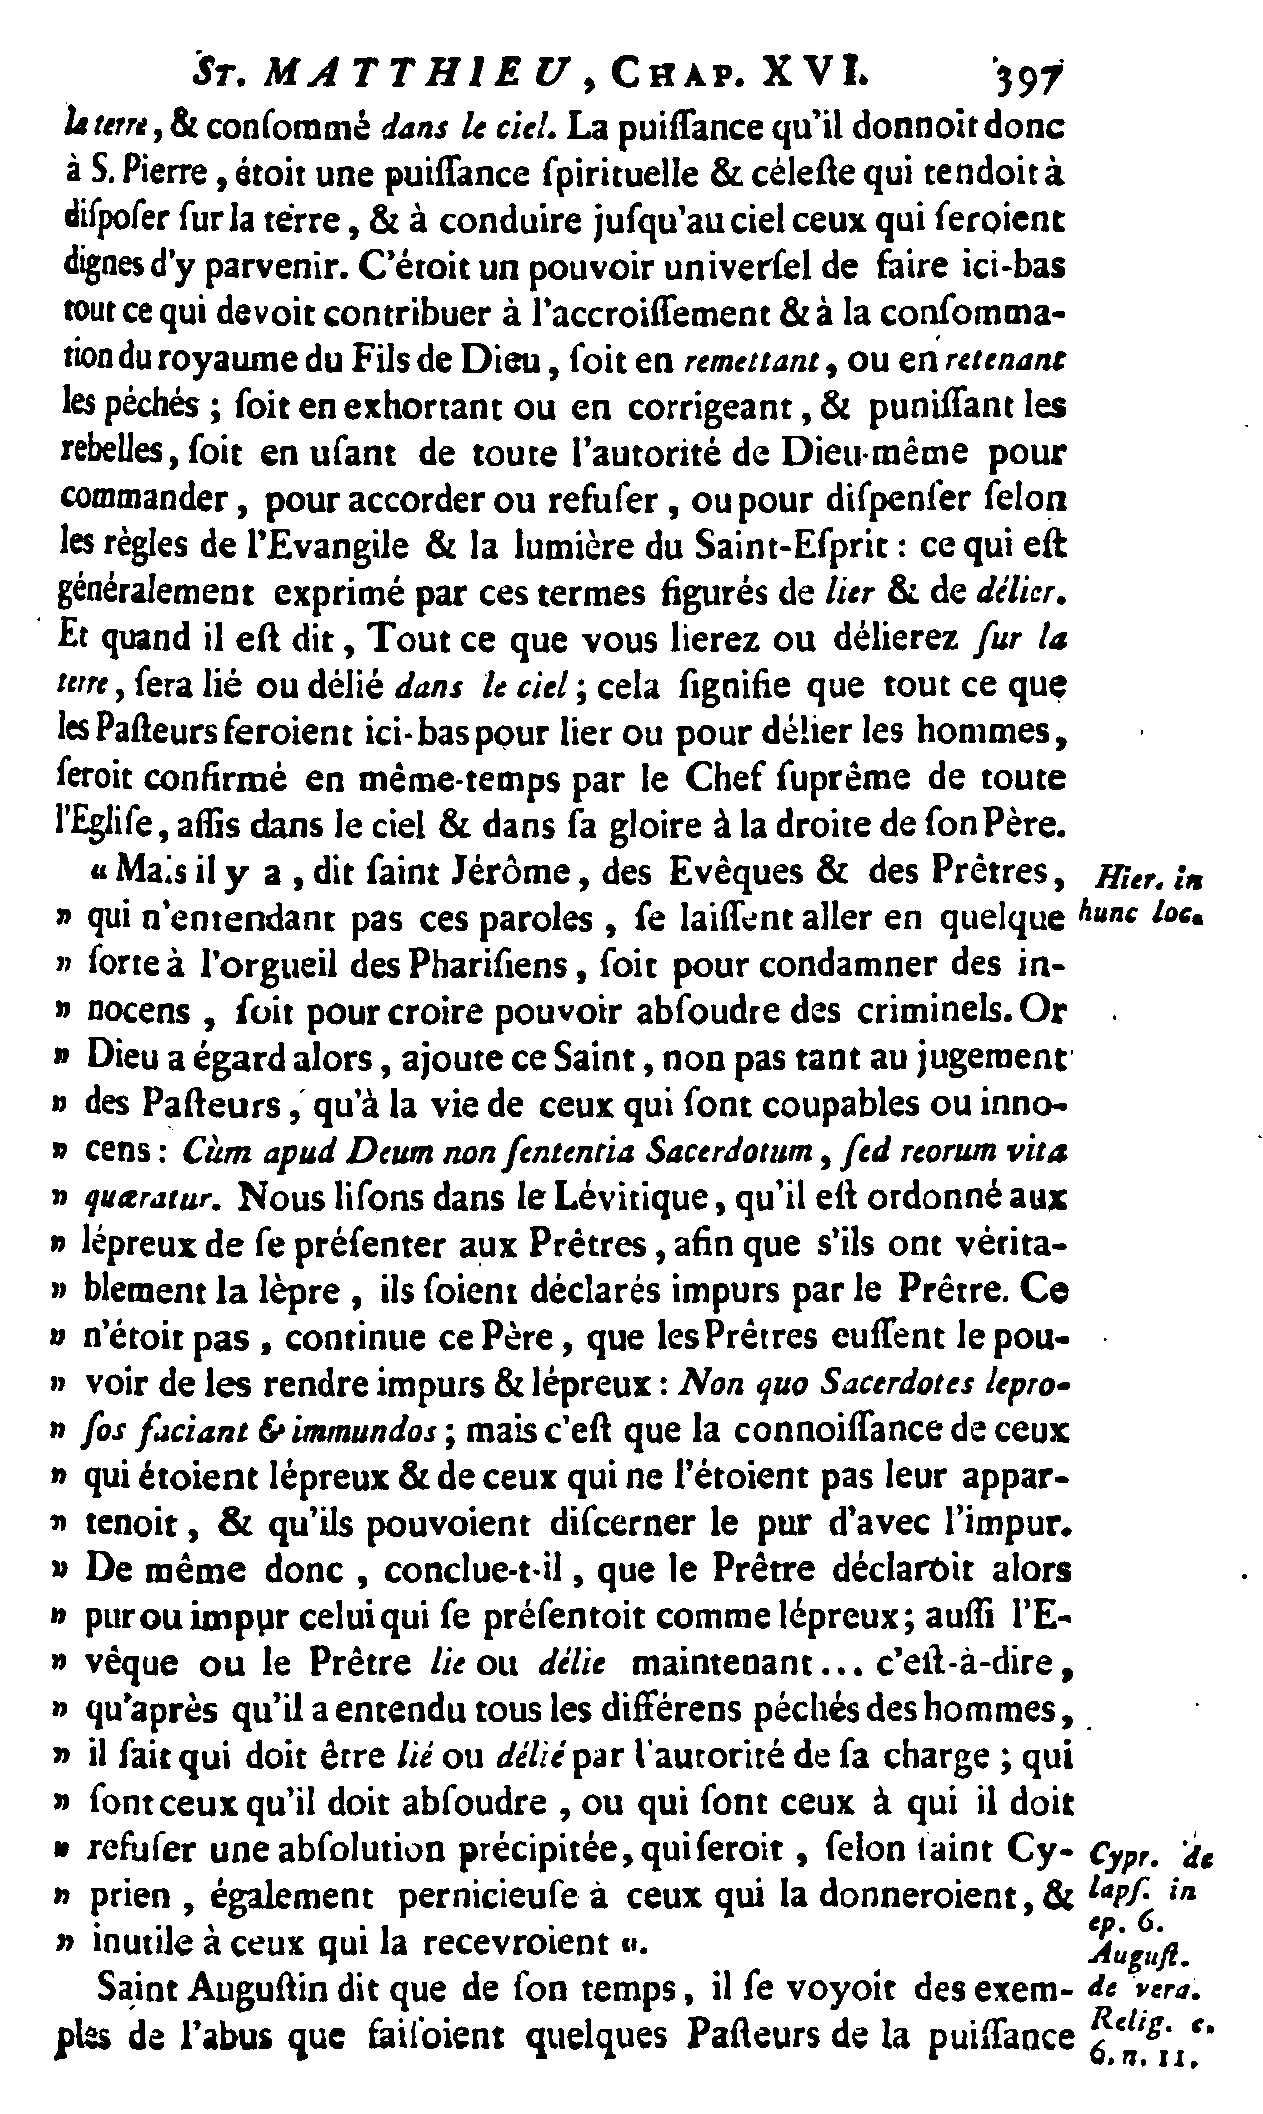 ST. MATTHIEU, CHAP. XVI. 397
la terre, & conſommé dans le ciel. La puiſſance qu'il donnoit donc
à S. Pierre, étoit une puiſſance ſpirituelle & céleſte qui tendoit à
diſpoſer ſur la terre, & à conduire juſqu'au ciel ceux qui ſeroient
dignes d'y parvenir. C'étoit un pouvoir univerſel de faire ici-bas
tout ce qui devoit contribuer à l'accroiſſement & à la conſomma-
tion du royaume du Fils de Dieu, ſoit en remettant, ou en retenant
les péchés ; ſoit en exhortant ou en corrigeant, & puniſſant les
rebelles, ſoit en uſant de toute l'autorité de Dieu-même pour
commander, pour accorder ou refuſer, ou pour diſpenſer ſelon
les règles de l'Evangile & la lumière du Saint-Eſprit : ce qui eſt
généralement exprimé par ces termes figurés de lier & de délier.
Et quand il eſt dit, Tout ce que vous lierez ou délierez ſur la
terre, ſera lié ou délié dans le ciel ; cela ſignifie que tout ce que
les Paſteurs feroient ici-bas pour lier ou pour délier les hommes,
ſeroit confirmé en même-temps par le Chef ſuprême de toute
l'Egliſe, aſſis dans le ciel & dans ſa gloire à la droite de ſon Père.
« Mais il y a, dit ſaint Jérôme, des Evêques & des Prêtres,
Hier. in
» qui n'entendant pas ces paroles, ſe laiſſent aller en quelque
hunc loc.
» ſorte à l'orgueil des Phariſiens, ſoit pour condamner des in-
» nocens, ſoit pour croire pouvoir abſoudre des criminels. Or
» Dieu a égard alors, ajoute ce Saint, non pas tant au jugement
» des Paſteurs, qu'à la vie de ceux qui ſont coupables ou inno-
» cens : Cùm apud Deum non ſententia Sacerdotum, ſed reorum vita
» quæratur. Nous liſons dans le Lévitique, qu'il eſt ordonné aux
» lépreux de ſe préſenter aux Prêtres, afin que s'ils ont vérita-
» blement la lèpre, ils ſoient déclarés impurs par le Prêtre. Ce
» n'étoit pas, continue ce Père, que les Prêtres euſſent le pou-
» voir de les rendre impurs & lépreux : Non quo Sacerdotes lepro-
» ſos faciant & immundos ; mais c'eſt que la connoiſſance de ceux
» qui étoient lépreux & de ceux qui ne l'étoient pas leur appar-
» tenoit, & qu'ils pouvoient diſcerner le pur d'avec l'impur.
» De même donc, conclue-t-il, que le Prêtre déclaroit alors
» pur ou impur celui qui ſe préſentoit comme lépreux ; auſſi l'E-
» vêque ou le Prêtre lie ou délie maintenant... c'eſt-à-dire,
» qu'après qu'il a entendu tous les différens péchés des hommes,
» il ſait qui doit être lié ou délié par l'autorité de ſa charge ; qui
» ſont ceux qu'il doit abſoudre, ou qui ſont ceux à qui il doit
» refuſer une abſolution précipitée, qui ſeroit, ſelon ſaint Cy-
Cypr. de
» prien, également pernicieuſe à ceux qui la donneroient, &
lapſ. in
ep. 6.
» inutile à ceux qui la recevroient «.
Auguſt.
Saint Auguſtin dit que de ſon temps, il ſe voyoit des exem-
de vera.
ples de l'abus que faiſoient quelques Paſteurs de la puiſſance
Relig. c.
6. n. 11.